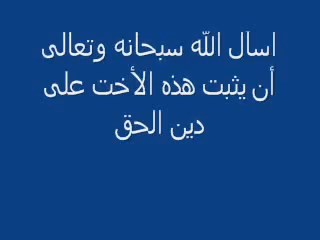 اسال الله سبحانه وتعالى
أن يثبت هذه الأخت على
دين الحق